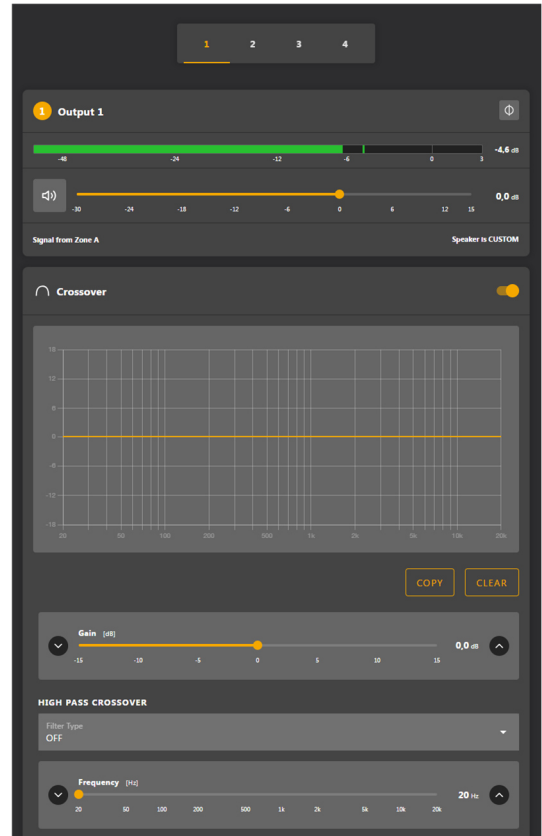 1 2 3 4
1 Output 1
-4,6 dB
-48 -24 -12 -6 0 3
0,0 dB
-30 -24 -18 -12 -6 0 6 12 15
Signal from Zone A Speaker is CUSTOM
Crossover
18
12
6
0
-6
-12
-18
20 50 100 200 500 1k 2k 5k 10k 20k
COPY CLEAR
Gain [dB]
0,0 dB
-15 -10 -5 0 5 10 15
HIGH PASS CROSSOVER
Filter Type
OFF
Frequency [Hz]
20 Hz
20 50 100 200 500 1k 2k 5k 10k 20k